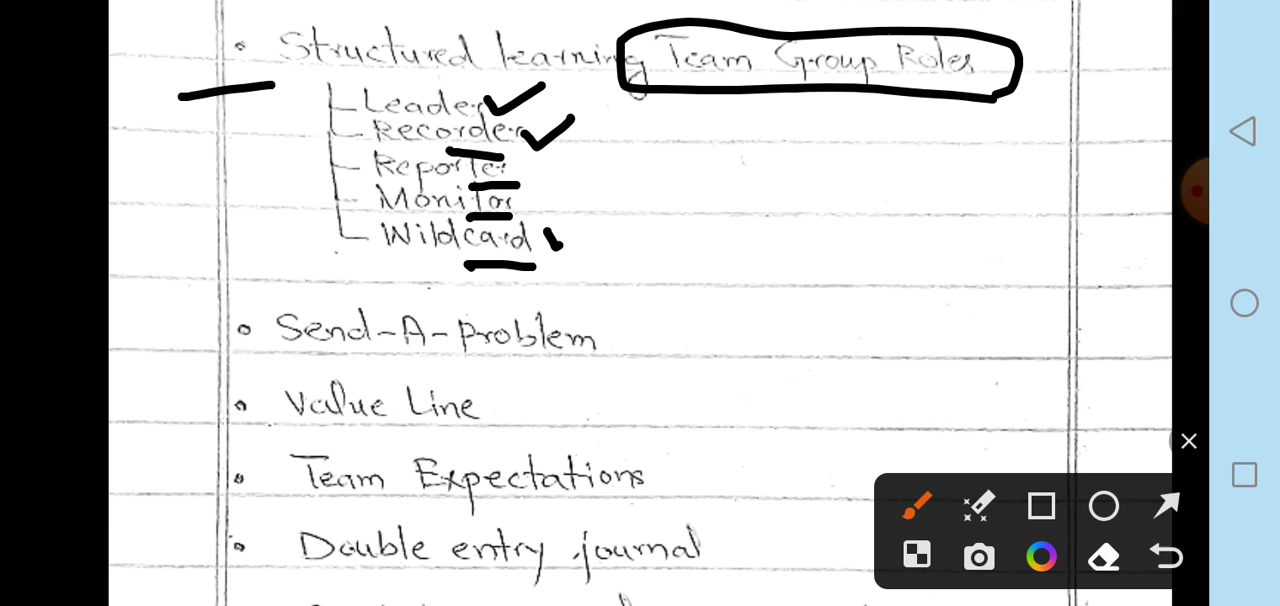 • Structured learning Team Group Roles
Leader
Recorder
Reporter
Monitor
Wildcard
• Send-A-Problem
• Value Line
• Team Expectations
• Double entry journal